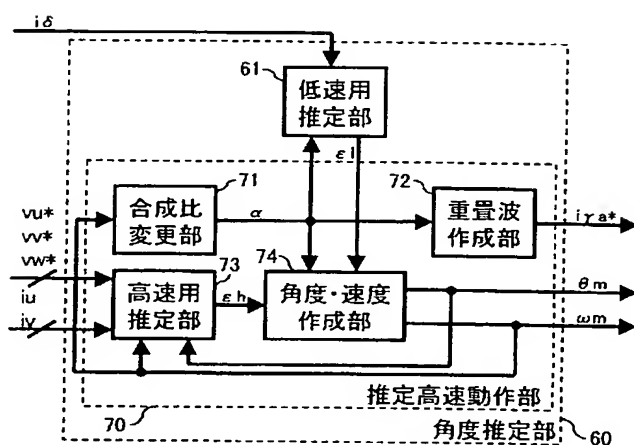 iδ
61
低速用
推定部
εl
71
合成比
変更部
α
72
重畳波
作成部
iγa*
vu*
vv*
vw*
iu
iv
73
高速用
推定部
εh
74
角度・速度
作成部
θm
ωm
推定高速動作部
70
角度推定部
60